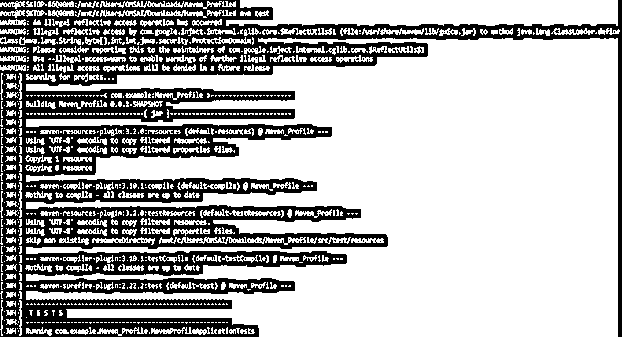 root@DESKTOP-86Q00H8:/mnt/c/Users/OMSAI/Downloads/Maven_Profile#
root@DESKTOP-86Q00H8:/mnt/c/Users/OMSAI/Downloads/Maven_Profile# mvn test
WARNING: An illegal reflective access operation has occurred
WARNING: Illegal reflective access by com.google.inject.internal.cglib.core.$ReflectUtils$1 (file:/usr/share/maven/lib/guice.jar) to method java.lang.ClassLoader.define
Class(java.lang.String,byte[],int,int,java.security.ProtectionDomain)
WARNING: Please consider reporting this to the maintainers of com.google.inject.internal.cglib.core.$ReflectUtils$1
WARNING: Use --illegal-access=warn to enable warnings of further illegal reflective access operations
WARNING: All illegal access operations will be denied in a future release
[INFO] Scanning for projects...
[INFO]
[INFO] -------------------< com.example:Maven_Profile >--------------------
[INFO] Building Maven_Profile 0.0.1-SNAPSHOT
[INFO] --------------------------------[ jar ]---------------------------------
[INFO]
[INFO] --- maven-resources-plugin:3.2.0:resources (default-resources) @ Maven_Profile ---
[INFO] Using 'UTF-8' encoding to copy filtered resources.
[INFO] Using 'UTF-8' encoding to copy filtered properties files.
[INFO] Copying 1 resource
[INFO] Copying 0 resource
[INFO]
[INFO] --- maven-compiler-plugin:3.10.1:compile (default-compile) @ Maven_Profile ---
[INFO] Nothing to compile - all classes are up to date
[INFO]
[INFO] --- maven-resources-plugin:3.2.0:testResources (default-testResources) @ Maven_Profile ---
[INFO] Using 'UTF-8' encoding to copy filtered resources.
[INFO] Using 'UTF-8' encoding to copy filtered properties files.
[INFO] skip non existing resourceDirectory /mnt/c/Users/OMSAI/Downloads/Maven_Profile/src/test/resources
[INFO]
[INFO] --- maven-compiler-plugin:3.10.1:testCompile (default-testCompile) @ Maven_Profile ---
[INFO] Nothing to compile - all classes are up to date
[INFO]
[INFO] --- maven-surefire-plugin:2.22.2:test (default-test) @ Maven_Profile ---
[INFO]
[INFO] -------------------------------------------------------
[INFO]  T E S T S
[INFO] -------------------------------------------------------
[INFO] Running com.example.Maven_Profile.MavenProfileApplicationTests